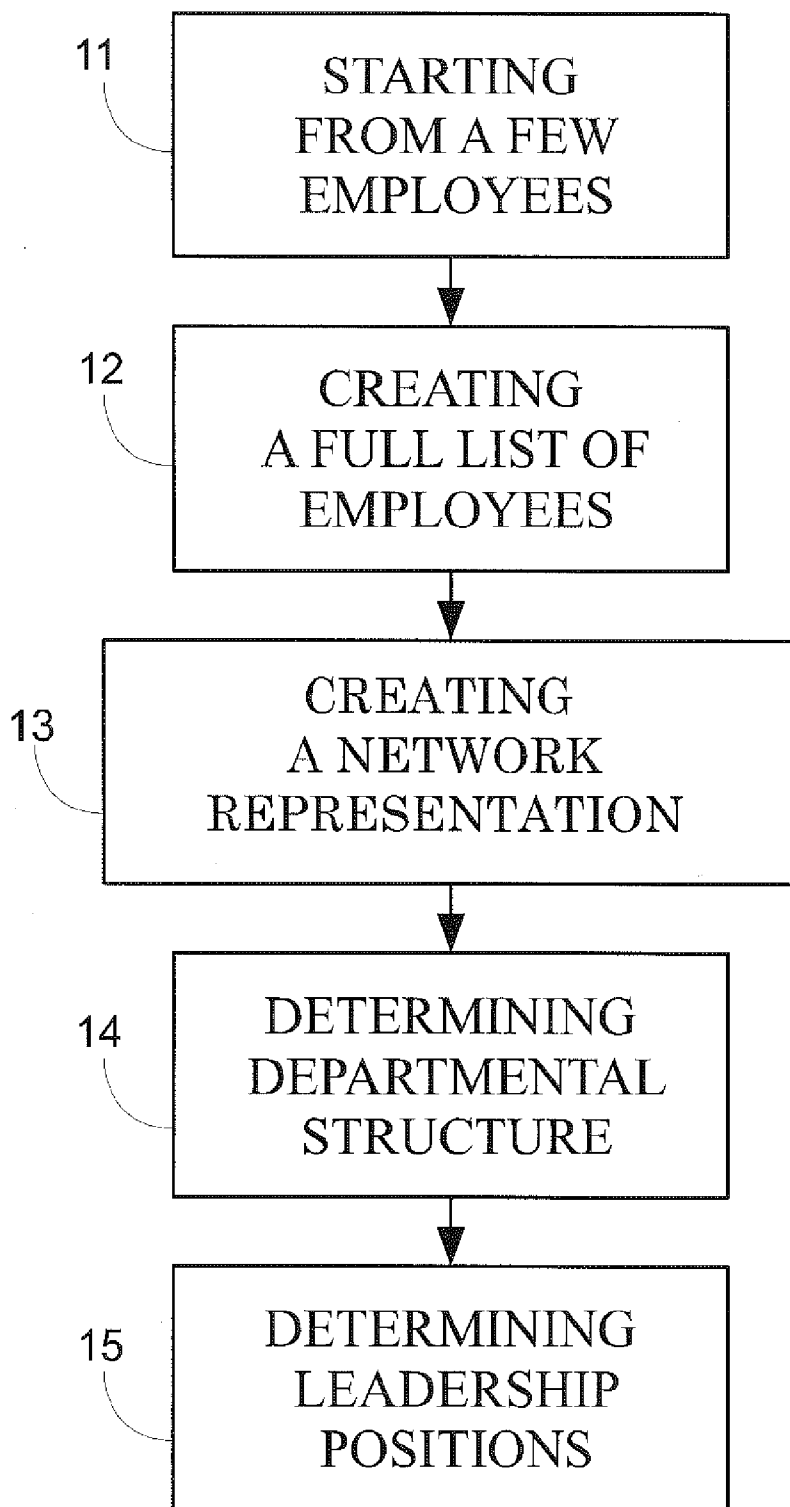 11
STARTING
FROM A FEW
EMPLOYEES
12
CREATING
A FULL LIST OF
EMPLOYEES
13
CREATING
A NETWORK
REPRESENTATION
14
DETERMINING
DEPARTMENTAL
STRUCTURE
15
DETERMINING
LEADERSHIP
POSITIONS